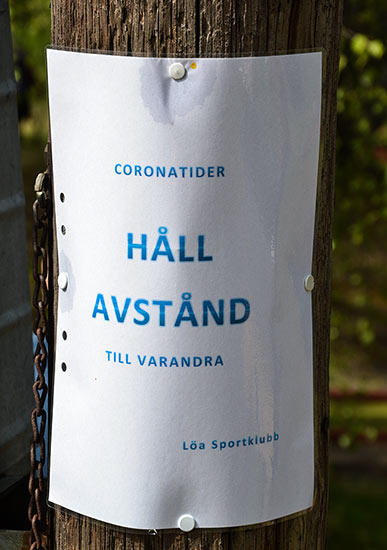 CORONATIDER
HÅLL
AVSTÅND
TILL VARANDRA
Löa Sportklubb